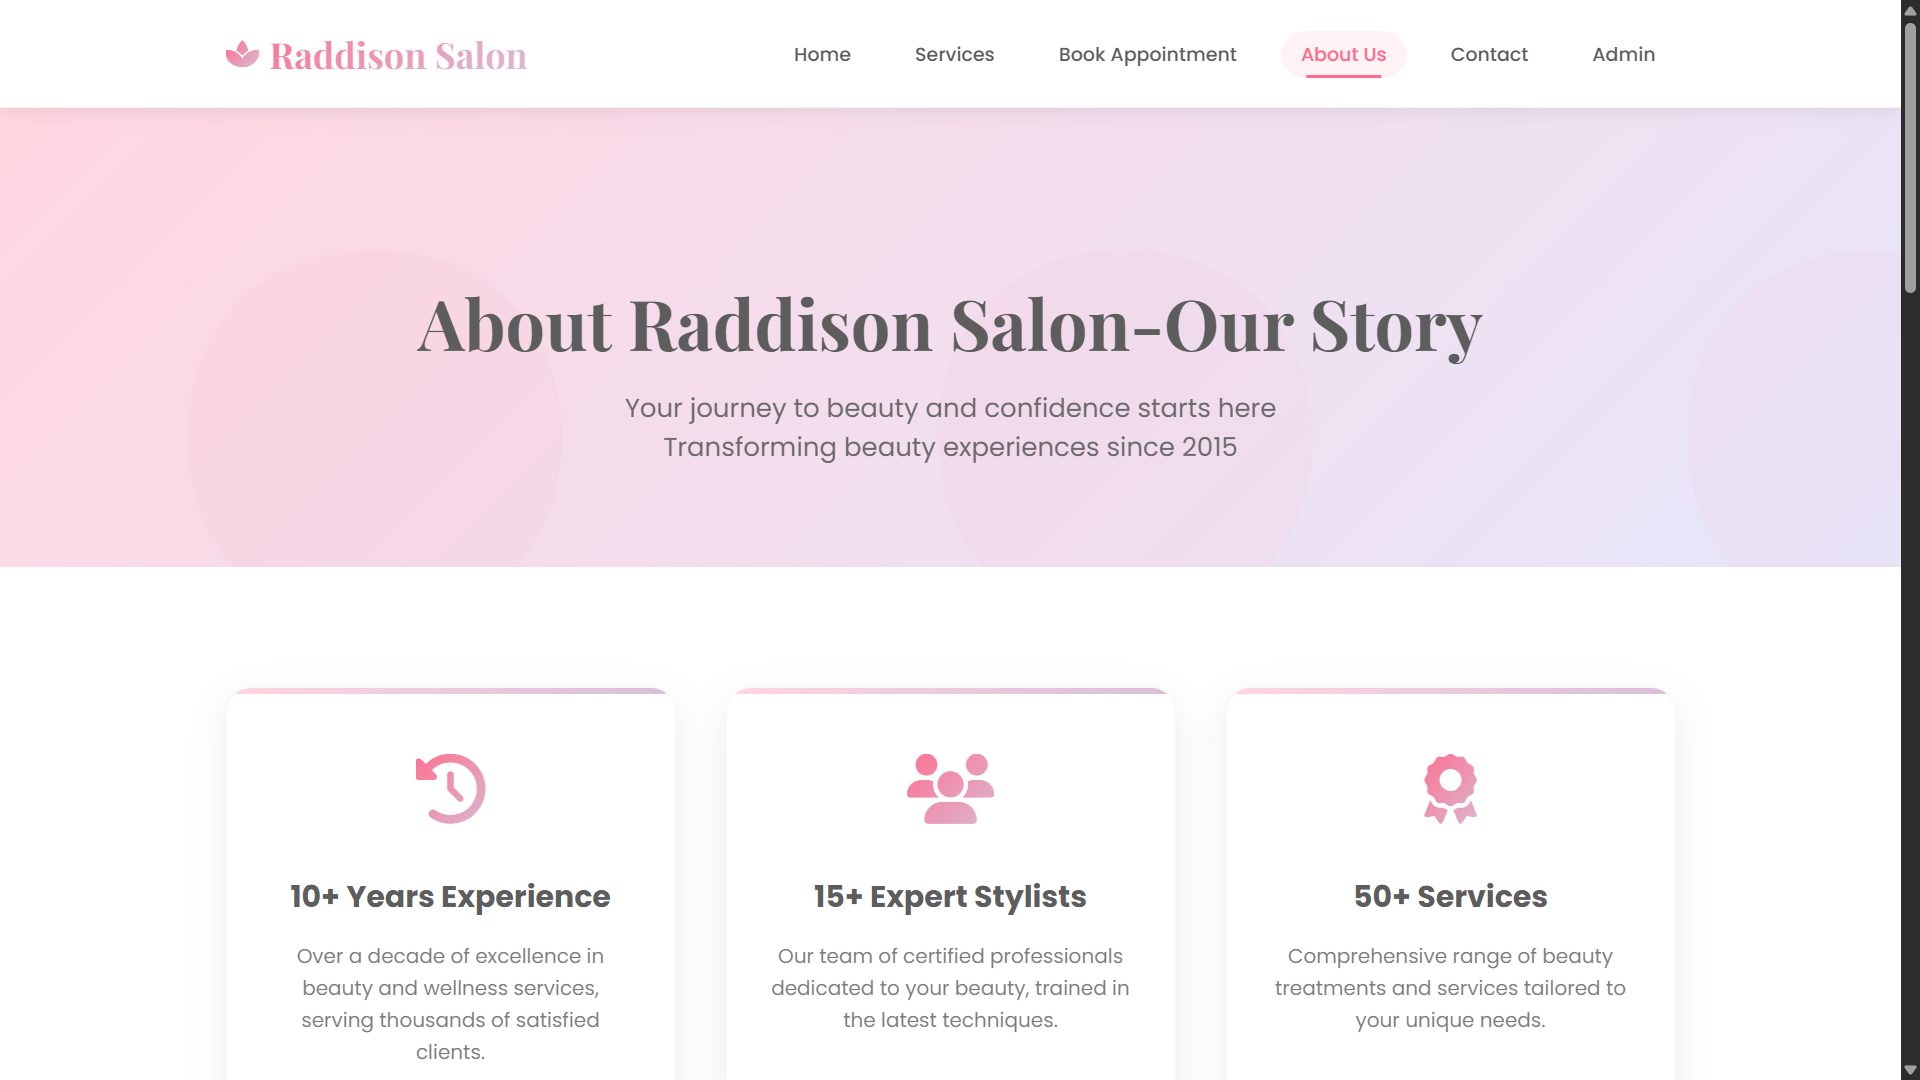 Raddison Salon
Home
Services
Book Appointment
About Us
Contact
Admin
About Raddison Salon-Our Story
Your journey to beauty and confidence starts here
Transforming beauty experiences since 2015
10+ Years Experience
Over a decade of excellence in
beauty and wellness services,
serving thousands of satisfied
clients.
15+ Expert Stylists
Our team of certified professionals
dedicated to your beauty, trained in
the latest techniques.
50+ Services
Comprehensive range of beauty
treatments and services tailored to
your unique needs.